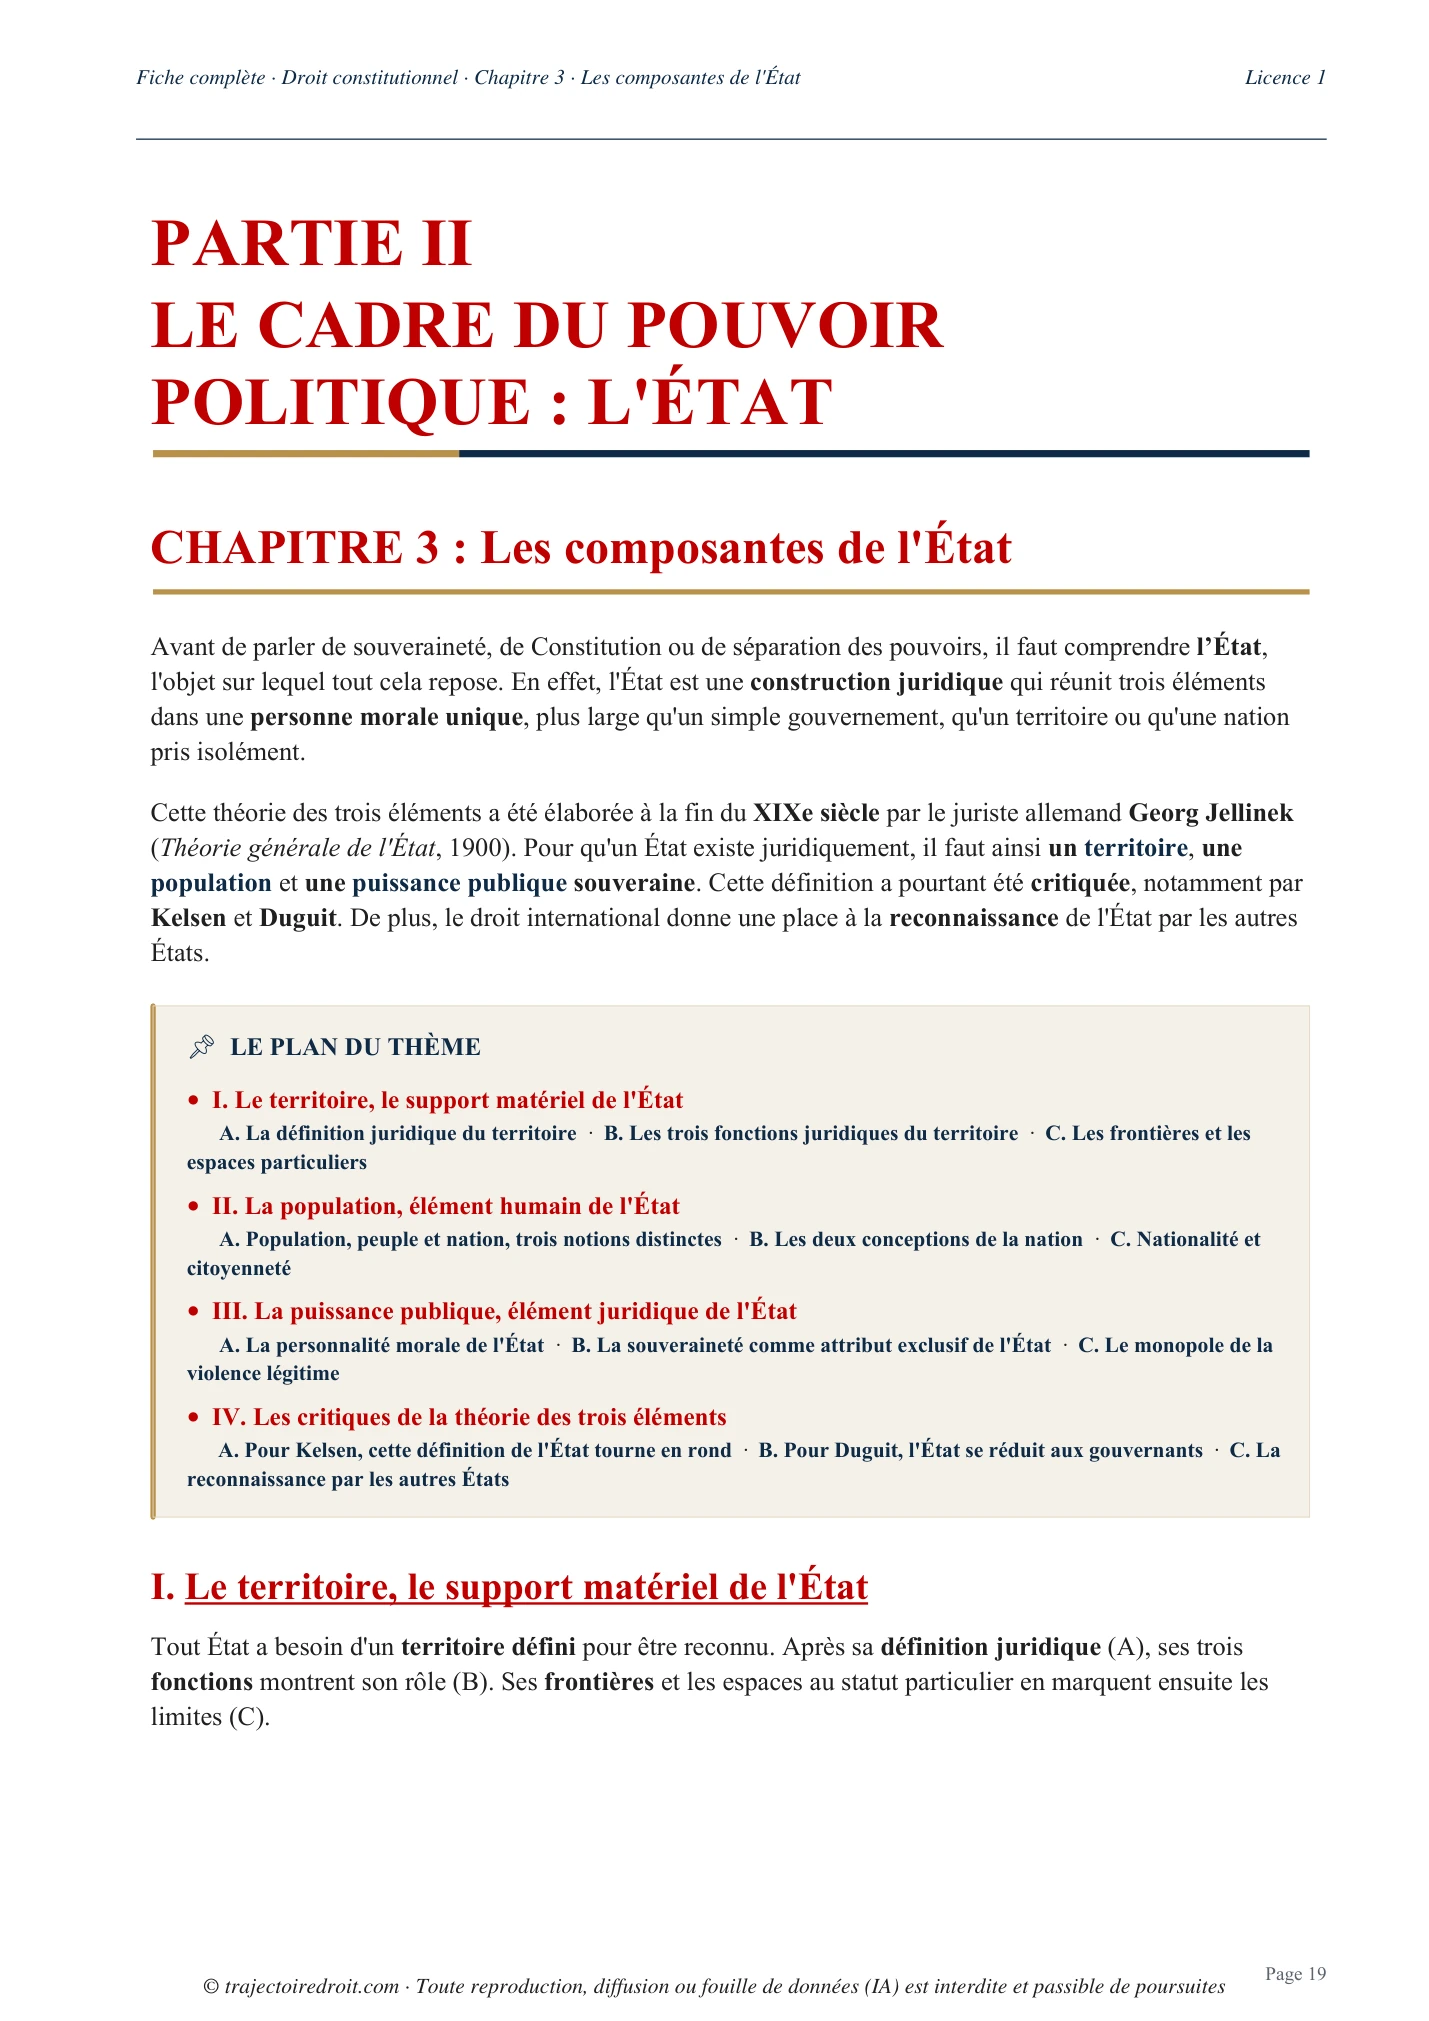 Fiche complète · Droit constitutionnel · Chapitre 3 · Les composantes de l'État
Licence 1
PARTIE II
LE CADRE DU POUVOIR
POLITIQUE : L'ÉTAT
CHAPITRE 3 : Les composantes de l'État
Avant de parler de souveraineté, de Constitution ou de séparation des pouvoirs, il faut comprendre l’État,
l'objet sur lequel tout cela repose. En effet, l'État est une construction juridique qui réunit trois éléments
dans une personne morale unique, plus large qu'un simple gouvernement, qu'un territoire ou qu'une nation
pris isolément.
Cette théorie des trois éléments a été élaborée à la fin du XIXe siècle par le juriste allemand Georg Jellinek
(Théorie générale de l'État, 1900). Pour qu'un État existe juridiquement, il faut ainsi un territoire, une
population et une puissance publique souveraine. Cette définition a pourtant été critiquée, notamment par
Kelsen et Duguit. De plus, le droit international donne une place à la reconnaissance de l'État par les autres
États.
LE PLAN DU THÈME
• I. Le territoire, le support matériel de l'État
A. La définition juridique du territoire · B. Les trois fonctions juridiques du territoire · C. Les frontières et les
espaces particuliers
• II. La population, élément humain de l'État
A. Population, peuple et nation, trois notions distinctes · B. Les deux conceptions de la nation · C. Nationalité et
citoyenneté
• III. La puissance publique, élément juridique de l'État
A. La personnalité morale de l'État · B. La souveraineté comme attribut exclusif de l'État · C. Le monopole de la
violence légitime
• IV. Les critiques de la théorie des trois éléments
A. Pour Kelsen, cette définition de l'État tourne en rond · B. Pour Duguit, l'État se réduit aux gouvernants · C. La
reconnaissance par les autres États
I. Le territoire, le support matériel de l'État
Tout État a besoin d'un territoire défini pour être reconnu. Après sa définition juridique (A), ses trois
fonctions montrent son rôle (B). Ses frontières et les espaces au statut particulier en marquent ensuite les
limites (C).
Page 19
© trajectoiredroit.com · Toute reproduction, diffusion ou fouille de données (IA) est interdite et passible de poursuites